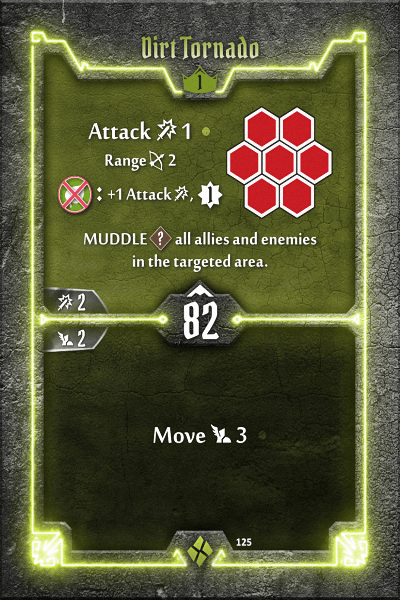 Dirt Tornado
1
Attack 1
Range 2
: +1 Attack, 1
MUDDLE ? all allies and enemies
in the targeted area.
2
82
2
Move 3
125